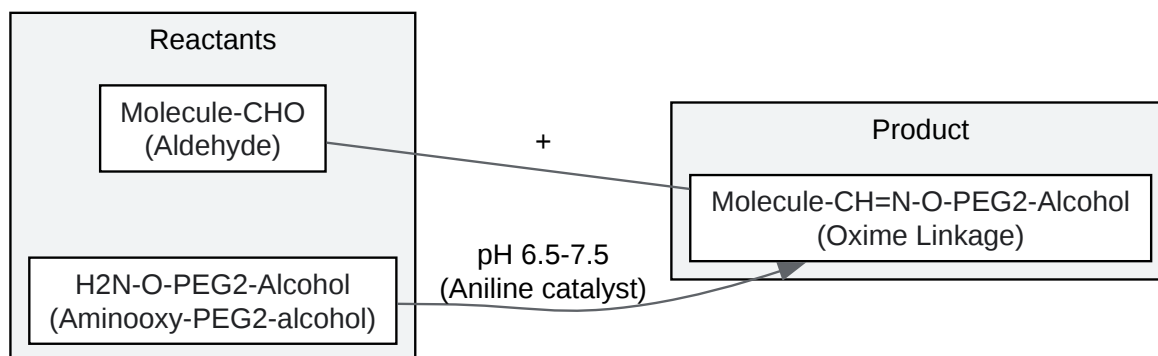 Reactants
Molecule-CHO
(Aldehyde)
H2N-O-PEG2-Alcohol
(Aminooxy-PEG2-alcohol)
+
pH 6.5-7.5
(Aniline catalyst)
Product
Molecule-CH=N-O-PEG2-Alcohol
(Oxime Linkage)